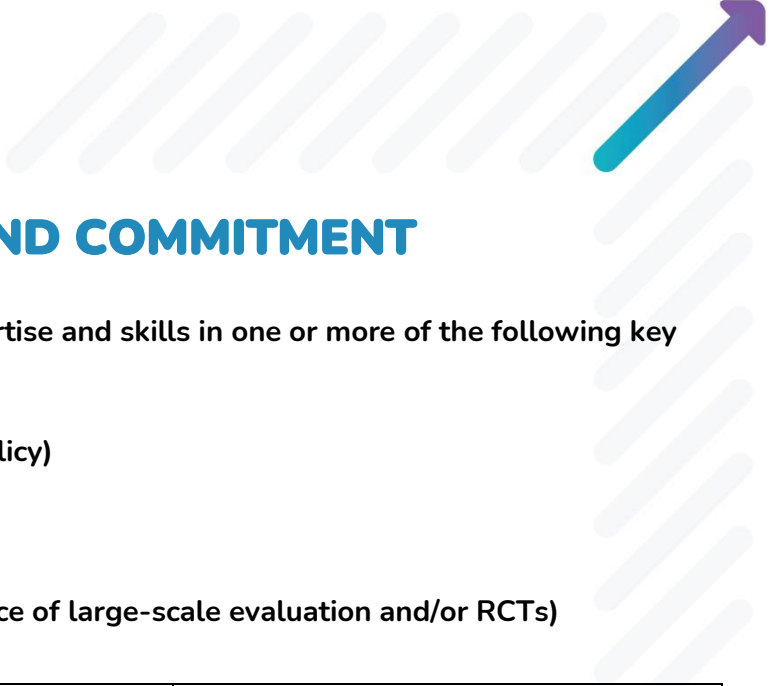 ND COMMITMENT
rtise and skills in one or more of the following key
licy)
ce of large-scale evaluation and/or RCTs)